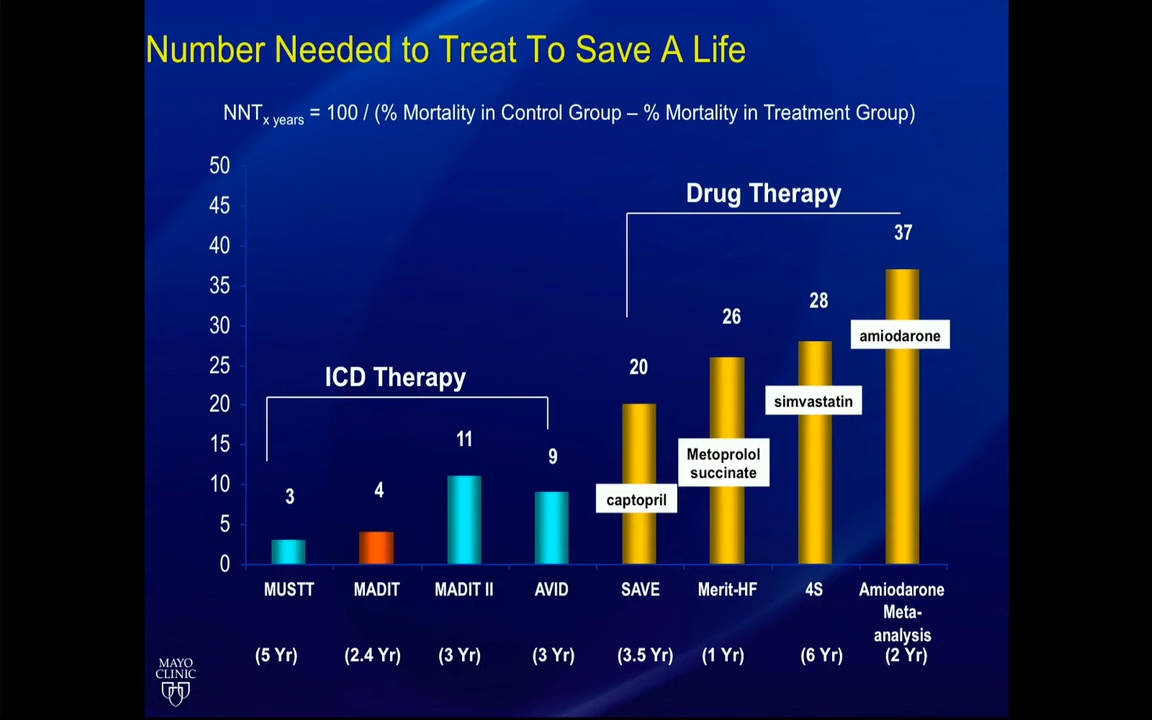 Number Needed to Treat To Save A Life
NNTx years = 100 / (% Mortality in Control Group – % Mortality in Treatment Group)
50
45
40
35
30
25
20
15
10
5
0
ICD Therapy
Drug Therapy
3
4
11
9
20
26
28
37
captopril
Metoprolol
succinate
simvastatin
amiodarone
MUSTT
MADIT
MADIT II
AVID
SAVE
Merit-HF
4S
Amiodarone
Meta-
analysis
(5 Yr)
(2.4 Yr)
(3 Yr)
(3 Yr)
(3.5 Yr)
(1 Yr)
(6 Yr)
(2 Yr)
MAYO
CLINIC